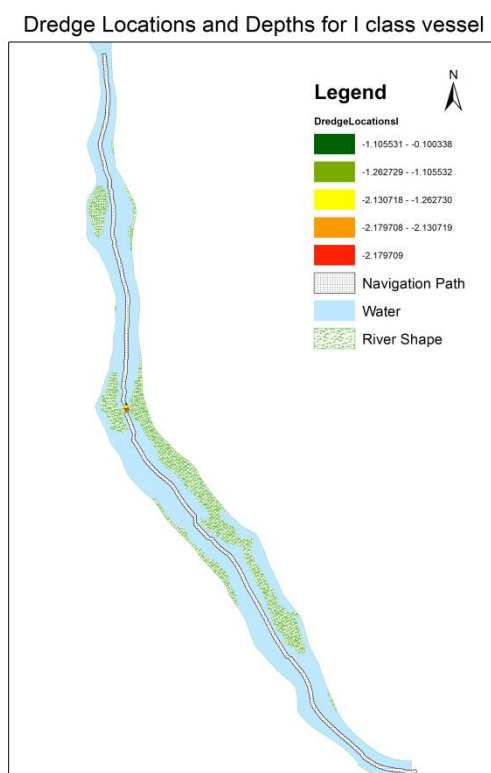 Dredge Locations and Depths for I class vessel
N
Legend
DredgeLocationsI
-1.105531 - -0.100338
-1.262729 - -1.105532
-2.130718 - -1.262730
-2.179708 - -2.130719
-2.179709
Navigation Path
Water
River Shape